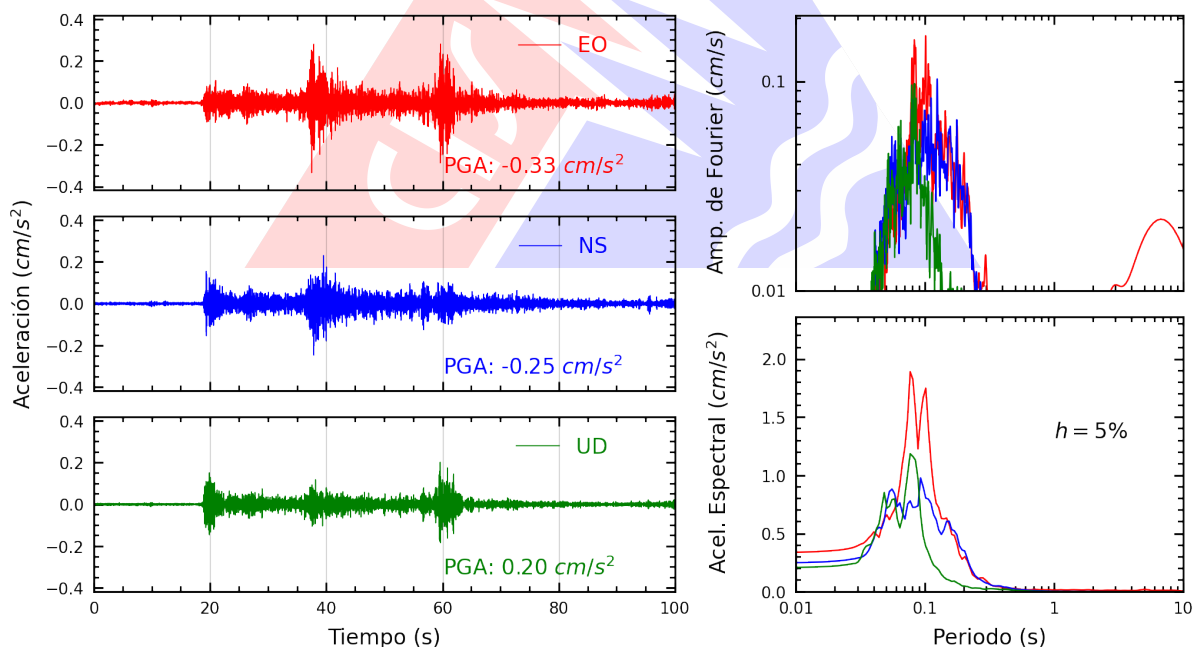 0.4
0.2
0.0
−0.2
−0.4
EO
PGA: -0.33 cm/s²
0.4
0.2
0.0
−0.2
−0.4
NS
PGA: -0.25 cm/s²
0.4
0.2
0.0
−0.2
−0.4
UD
PGA: 0.20 cm/s²
0 20 40 60 80 100
Tiempo (s)
Aceleración (cm/s²)
Amp. de Fourier (cm/s)
0.1
0.01
Acel. Espectral (cm/s²)
2.0
1.5
1.0
0.5
0.0
h = 5%
0.01 0.1 1 10
Periodo (s)